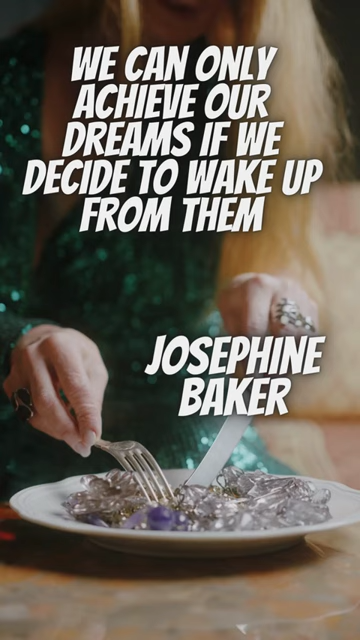 WE CAN ONLY
ACHIEVE OUR
DREAMS IF WE
DECIDE TO WAKE UP
FROM THEM
JOSEPHINE
BAKER